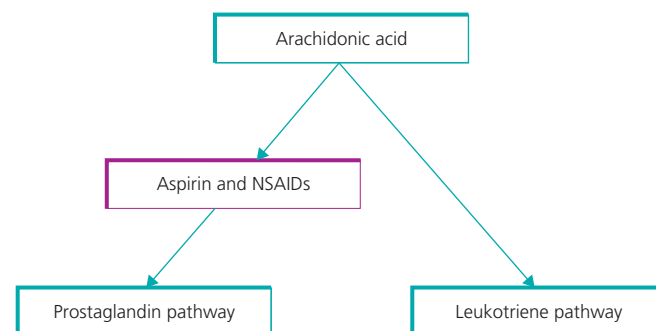 Arachidonic acid
Aspirin and NSAIDs
Prostaglandin pathway
Leukotriene pathway